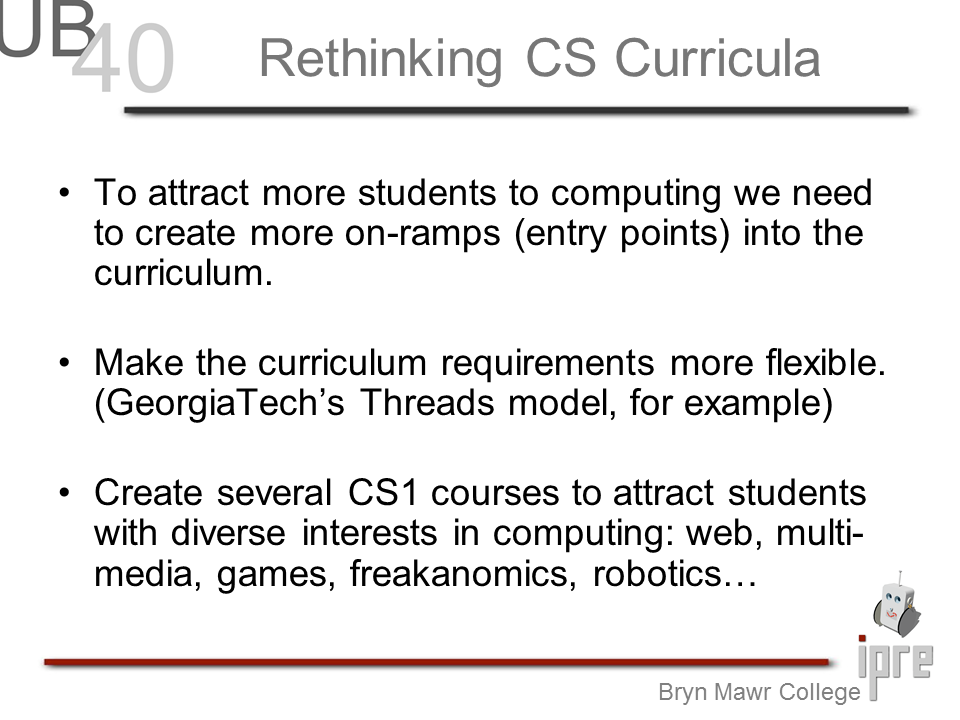 UB
40
Rethinking CS Curricula
• To attract more students to computing we need
to create more on-ramps (entry points) into the
curriculum.
• Make the curriculum requirements more flexible.
(GeorgiaTech’s Threads model, for example)
• Create several CS1 courses to attract students
with diverse interests in computing: web, multi-
media, games, freakanomics, robotics…
ipre
Bryn Mawr College